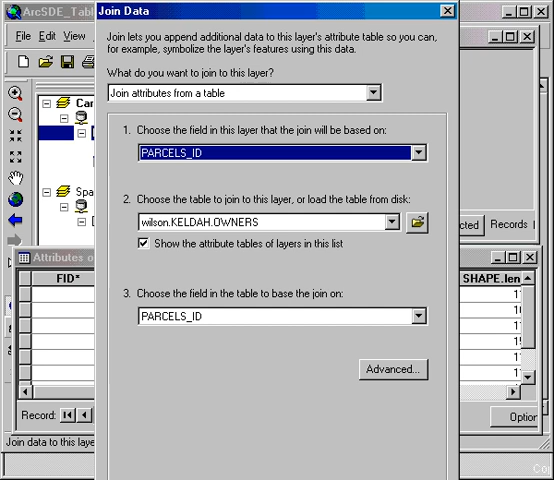 ArcSDE_Tabl
Join Data
File Edit View
Join lets you append additional data to this layer's attribute table so you can,
for example, symbolize the layer's features using this data.
What do you want to join to this layer?
Join attributes from a table
1. Choose the field in this layer that the join will be based on:
PARCELS_ID
2. Choose the table to join to this layer, or load the table from disk:
wilson.KELDAH.OWNERS
Show the attribute tables of layers in this list
3. Choose the field in the table to base the join on:
PARCELS_ID
Advanced...
Car
Spa
cted Records
Attributes o
FID*
SHAPE.len
Record:
Option
Join data to this laye